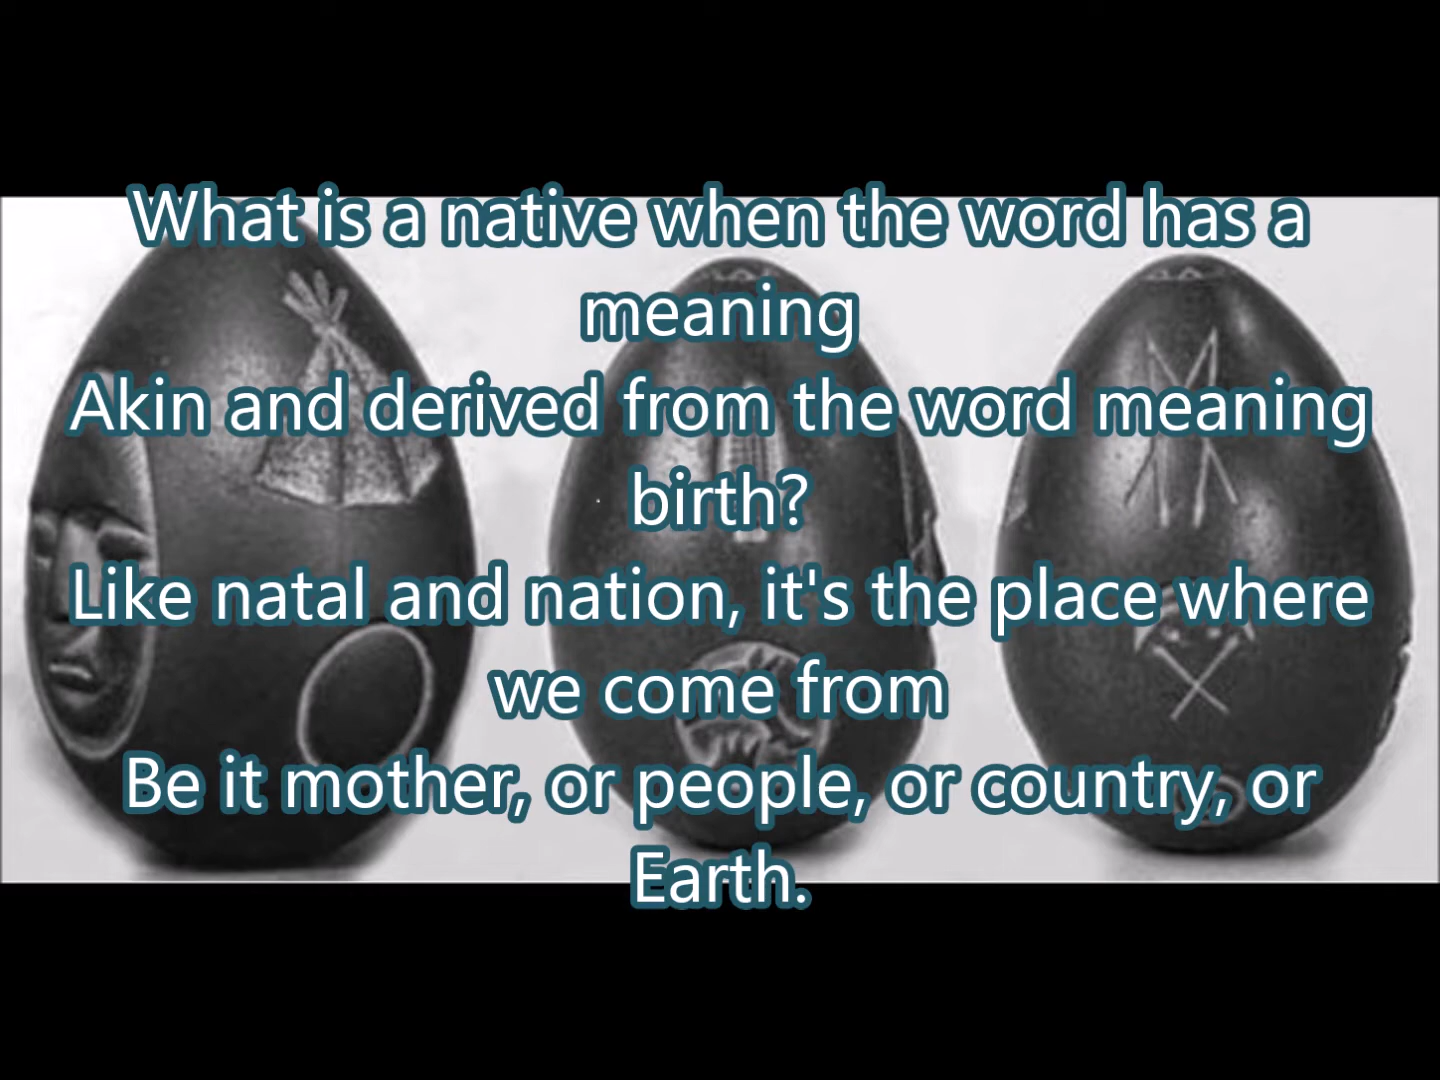 What is a native when the word has a
meaning
Akin and derived from the word meaning
birth?
Like natal and nation, it's the place where
we come from
Be it mother, or people, or country, or
Earth.